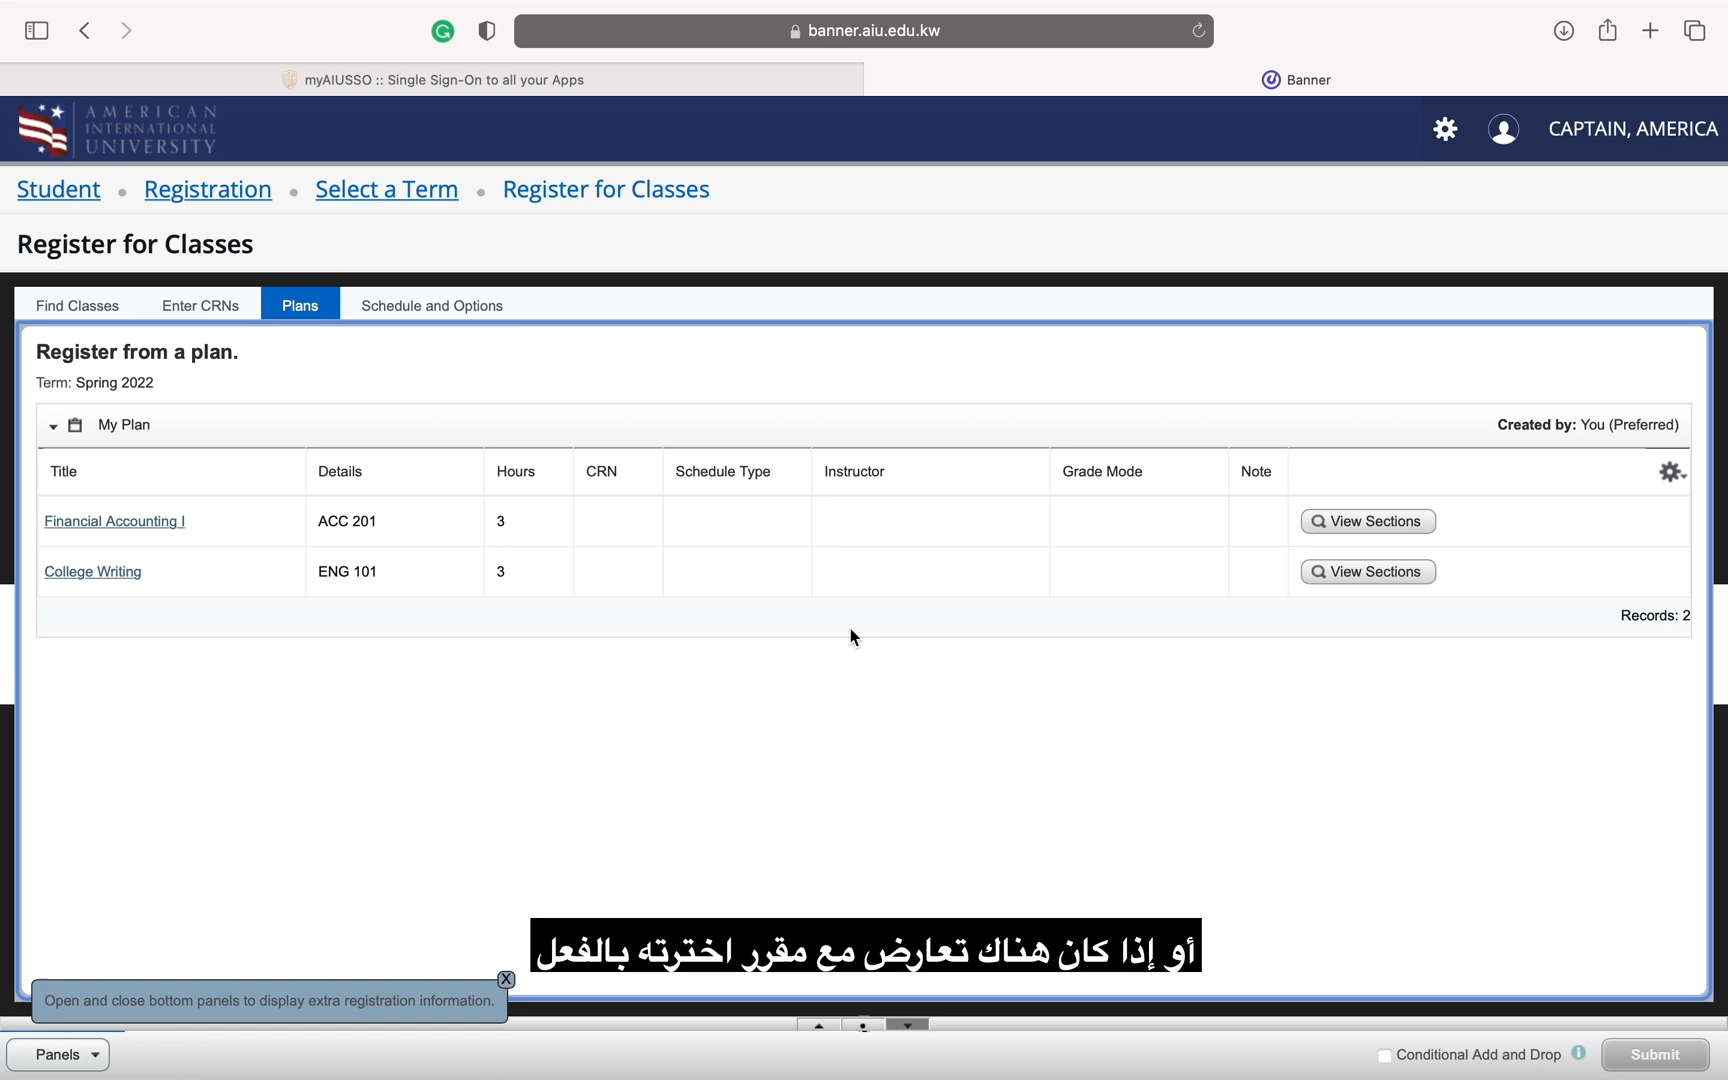 banner.aiu.edu.kw
myAIUSSO :: Single Sign-On to all your Apps
Banner
AMERICAN
INTERNATIONAL
UNIVERSITY
CAPTAIN, AMERICA
Student • Registration • Select a Term • Register for Classes
Register for Classes
Find Classes Enter CRNs Plans Schedule and Options
Register from a plan.
Term: Spring 2022
My Plan Created by: You (Preferred)
Title Details Hours CRN Schedule Type Instructor Grade Mode Note
Financial Accounting I ACC 201 3 View Sections
College Writing ENG 101 3 View Sections
Records: 2
أو إذا كان هناك تعارض مع مقرر اخترته بالفعل
X
Open and close bottom panels to display extra registration information.
Panels Conditional Add and Drop Submit